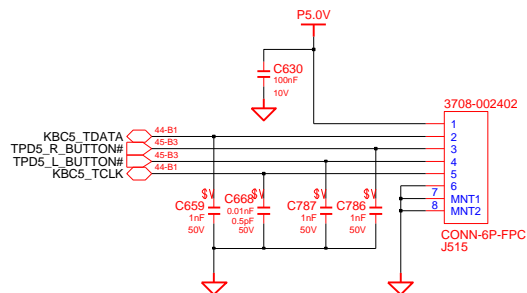 P5.0V
C630
100nF
10V
3708-002402
1
KBC5_TDATA 44-B1 2
TPD5_R_BUTTON# 45-B3 3
TPD5_L_BUTTON# 45-B3 4
KBC5_TCLK 44-B1 5
6
7 MNT1
8 MNT2
$V $V $V $V
C659 C668 C787 C786
1nF 0.01nF 1nF 1nF
0.5pF
50V 50V 50V 50V
CONN-6P-FPC
J515